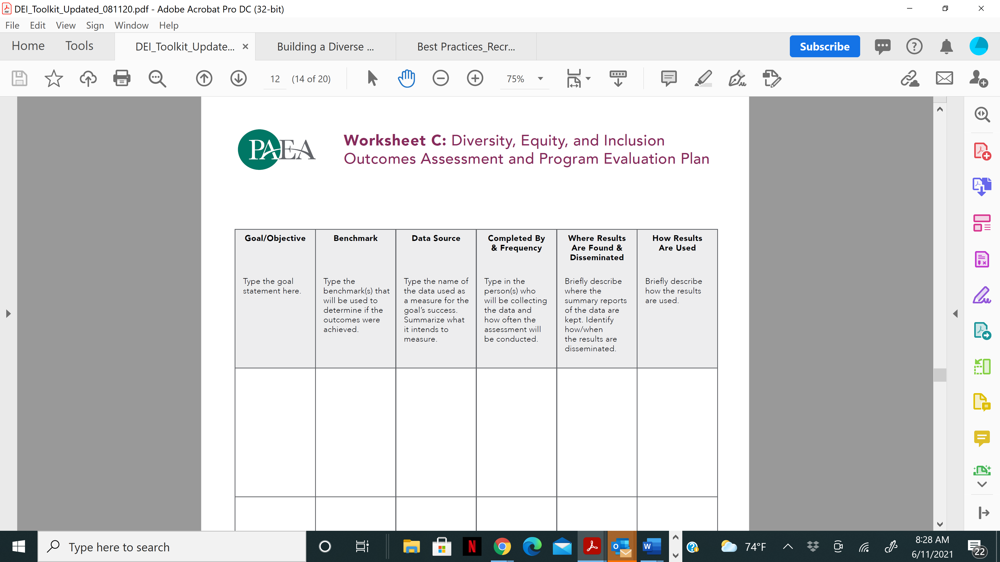 DEI_Toolkit_Updated_081120.pdf - Adobe Acrobat Pro DC (32-bit)
File Edit View Sign Window Help
Home Tools DEI_Toolkit_Update... Building a Diverse ... Best Practices_Recr... Subscribe
12 (14 of 20) 75%
PAEA
Worksheet C: Diversity, Equity, and Inclusion
Outcomes Assessment and Program Evaluation Plan
Goal/Objective
Type the goal
statement here.
Benchmark
Type the
benchmark(s) that
will be used to
determine if the
outcomes were
achieved.
Data Source
Type the name of
the data used as
a measure for the
goal's success.
Summarize what
it intends to
measure.
Completed By
& Frequency
Type in the
person(s) who
will be collecting
the data and
how often the
assessment will
be conducted.
Where Results
Are Found &
Disseminated
Briefly describe
where the
summary reports
of the data are
kept. Identify
how/when
the results are
disseminated.
How Results
Are Used
Briefly describe
how the results
are used.
Type here to search
74°F
8:28 AM
6/11/2021
22